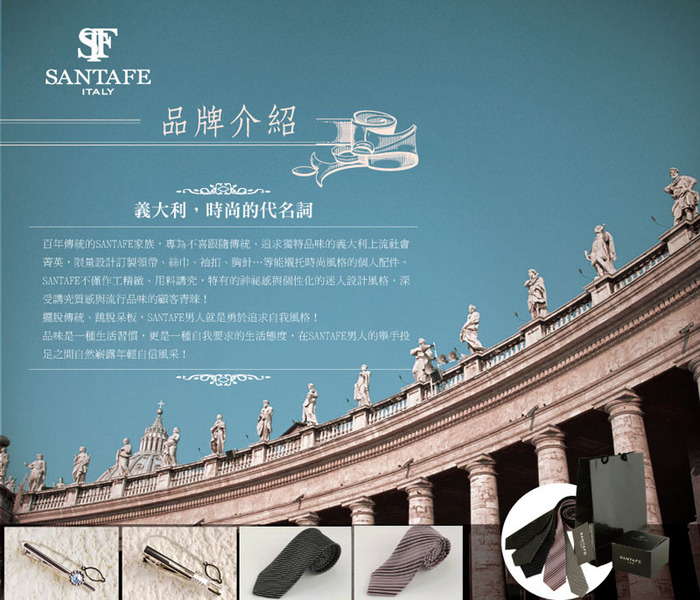 SF
SANTAFE
ITALY
品牌介紹
義大利，時尚的代名詞
百年傳統的SANTAFE家族，專為不喜跟隨傳統、追求獨特品味的義大利上流社會
菁英，限量設計訂製領帶、絲巾、袖扣、胸針…等能襯托時尚風格的個人配件。
SANTAFE不僅作工精緻、用料講究，特有的神祕感與個性化的迷人設計風格，深
受講究質感與流行品味的顧客青睞！
擺脫傳統、跳脫呆板，SANTAFE男人就是勇於追求自我風格！
品味是一種生活習慣，更是一種自我要求的生活態度，在SANTAFE男人的舉手投
足之間自然嶄露年輕自信風采！
SANTAFE